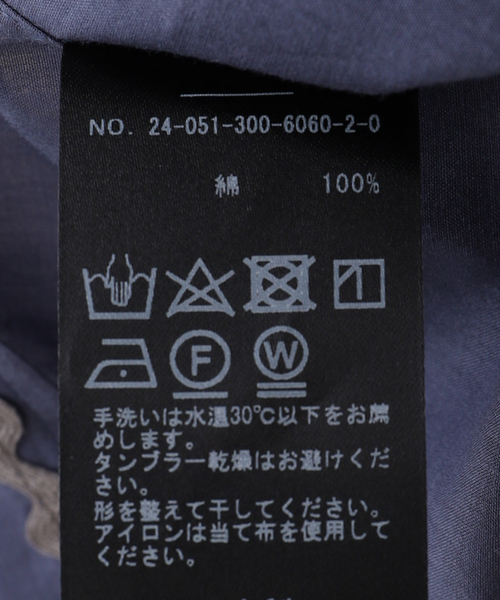 NO. 24-051-300-6060-2-0
綿 100%
F W
手洗いは水温30℃以下をお薦
めします。
タンブラー乾燥はお避けくだ
さい。
形を整えて干してください。
アイロンは当て布を使用して
ください。